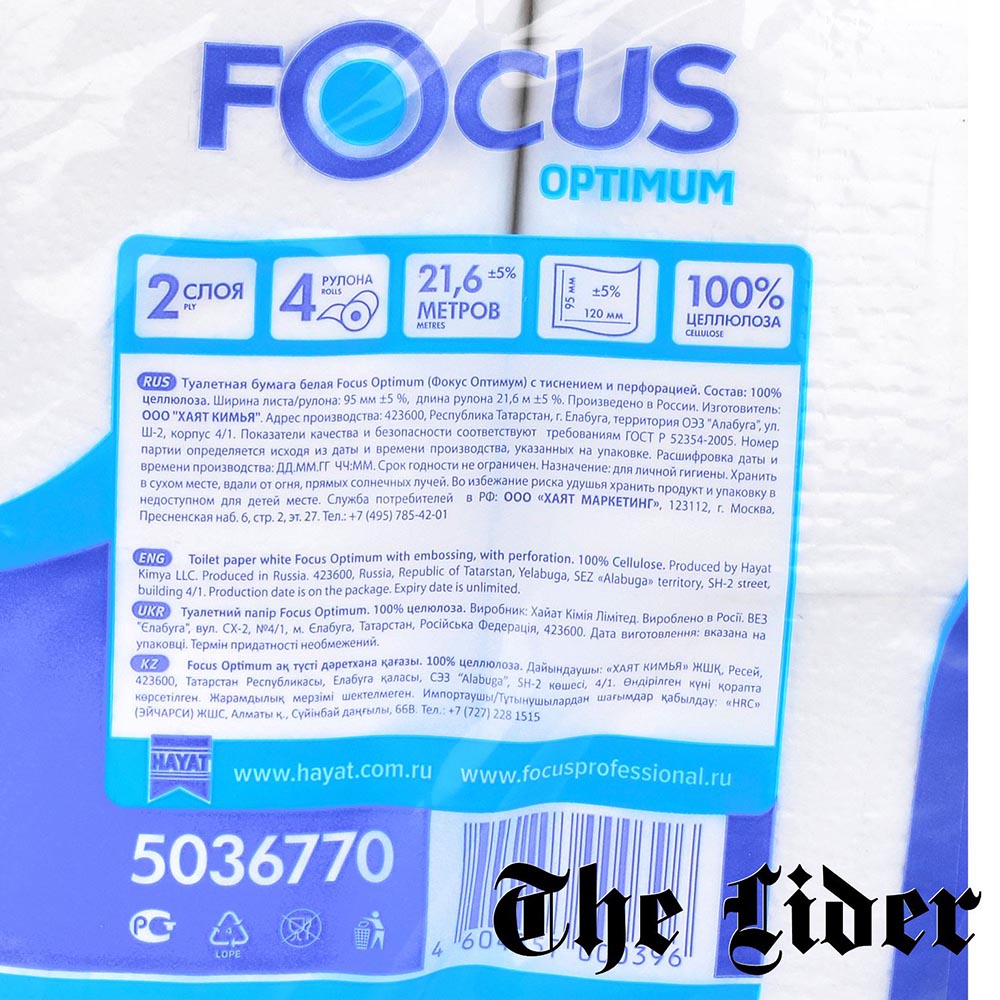 FOCUS
OPTIMUM
2 СЛОЯ
PLY
4 РУЛОНА
ROLLS
21,6 ±5%
МЕТРОВ
METRES
95 мм
±5%
120 мм
100%
ЦЕЛЛЮЛОЗА
CELLULOSE
RUS Туалетная бумага белая Focus Optimum (Фокус Оптимум) с тиснением и перфорацией. Состав: 100%
целлюлоза. Ширина листа/рулона: 95 мм ±5 %, длина рулона 21,6 м ±5 %. Произведено в России. Изготовитель:
ООО "ХАЯТ КИМЬЯ". Адрес производства: 423600, Республика Татарстан, г. Елабуга, территория ОЭЗ "Алабуга", ул.
Ш-2, корпус 4/1. Показатели качества и безопасности соответствуют требованиям ГОСТ Р 52354-2005. Номер
партии определяется исходя из даты и времени производства, указанных на упаковке. Расшифровка даты и
времени производства: ДД.ММ.ГГ ЧЧ:ММ. Срок годности не ограничен. Назначение: для личной гигиены. Хранить
в сухом месте, вдали от огня, прямых солнечных лучей. Во избежание риска удушья хранить продукт и упаковку в
недоступном для детей месте. Служба потребителей в РФ: ООО «ХАЯТ МАРКЕТИНГ», 123112, г. Москва,
Пресненская наб. 6, стр. 2, эт. 27. Тел.: +7 (495) 785-42-01
ENG Toilet paper white Focus Optimum with embossing, with perforation. 100% Cellulose. Produced by Hayat
Kimya LLC. Produced in Russia. 423600, Russia, Republic of Tatarstan, Yelabuga, SEZ «Alabuga» territory, SH-2 street,
building 4/1. Production date is on the package. Expiry date is unlimited.
UKR Туалетний папір Focus Optimum. 100% целюлоза. Виробник: Хайат Кімія Лімітед. Вироблено в Росії. ВЕЗ
"Єлабуга", вул. СХ-2, №4/1, м. Єлабуга, Татарстан, Російська Федерація, 423600. Дата виготовлення: вказана на
упаковці. Термін придатності необмежений.
KZ Focus Optimum ақ түсті даретхана қағазы. 100% целлюлоза. Дайындаушы: «ХАЯТ КИМЬЯ» ЖШҚ, Ресей,
423600, Татарстан Республикасы, Елабуга қаласы, СЭЗ "Alabuga", SH-2 көшесі, 4/1. Өндірілген күні қорапта
көрсетілген. Жарамдылық мерзімі шектелмеген. Импортаушы/Тұтынушылардан шағымдар қабылдау: «HRC»
(ЭЙЧАРСИ) ЖШС, Алматы қ., Сүйінбай даңғылы, 66В. Тел.: +7 (727) 228 1515
HAYAT
www.hayat.com.ru www.focusprofessional.ru
5036770
РСТ
4
LDPE
The Lider